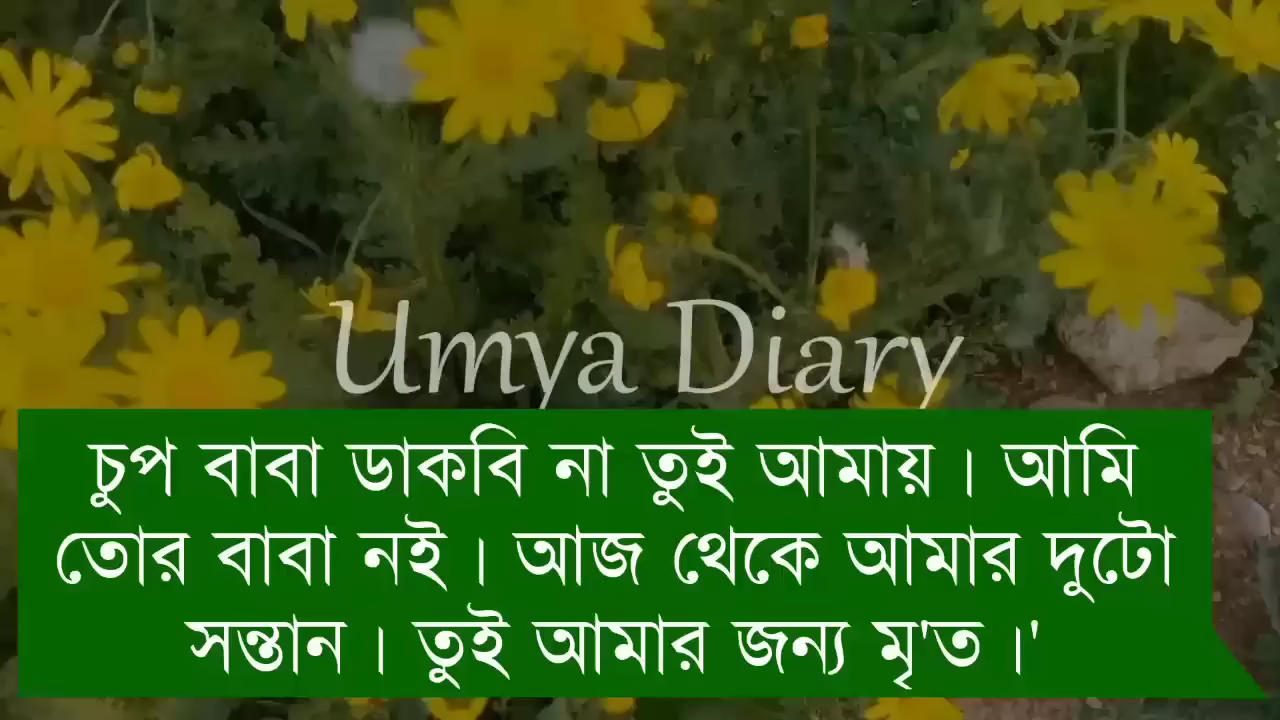 Umya Diary
চুপ বাবা ডাকবি না তুই আমায়। আমি
তোর বাবা নই। আজ থেকে আমার দুটো
সন্তান। তুই আমার জন্য মৃ'ত।'